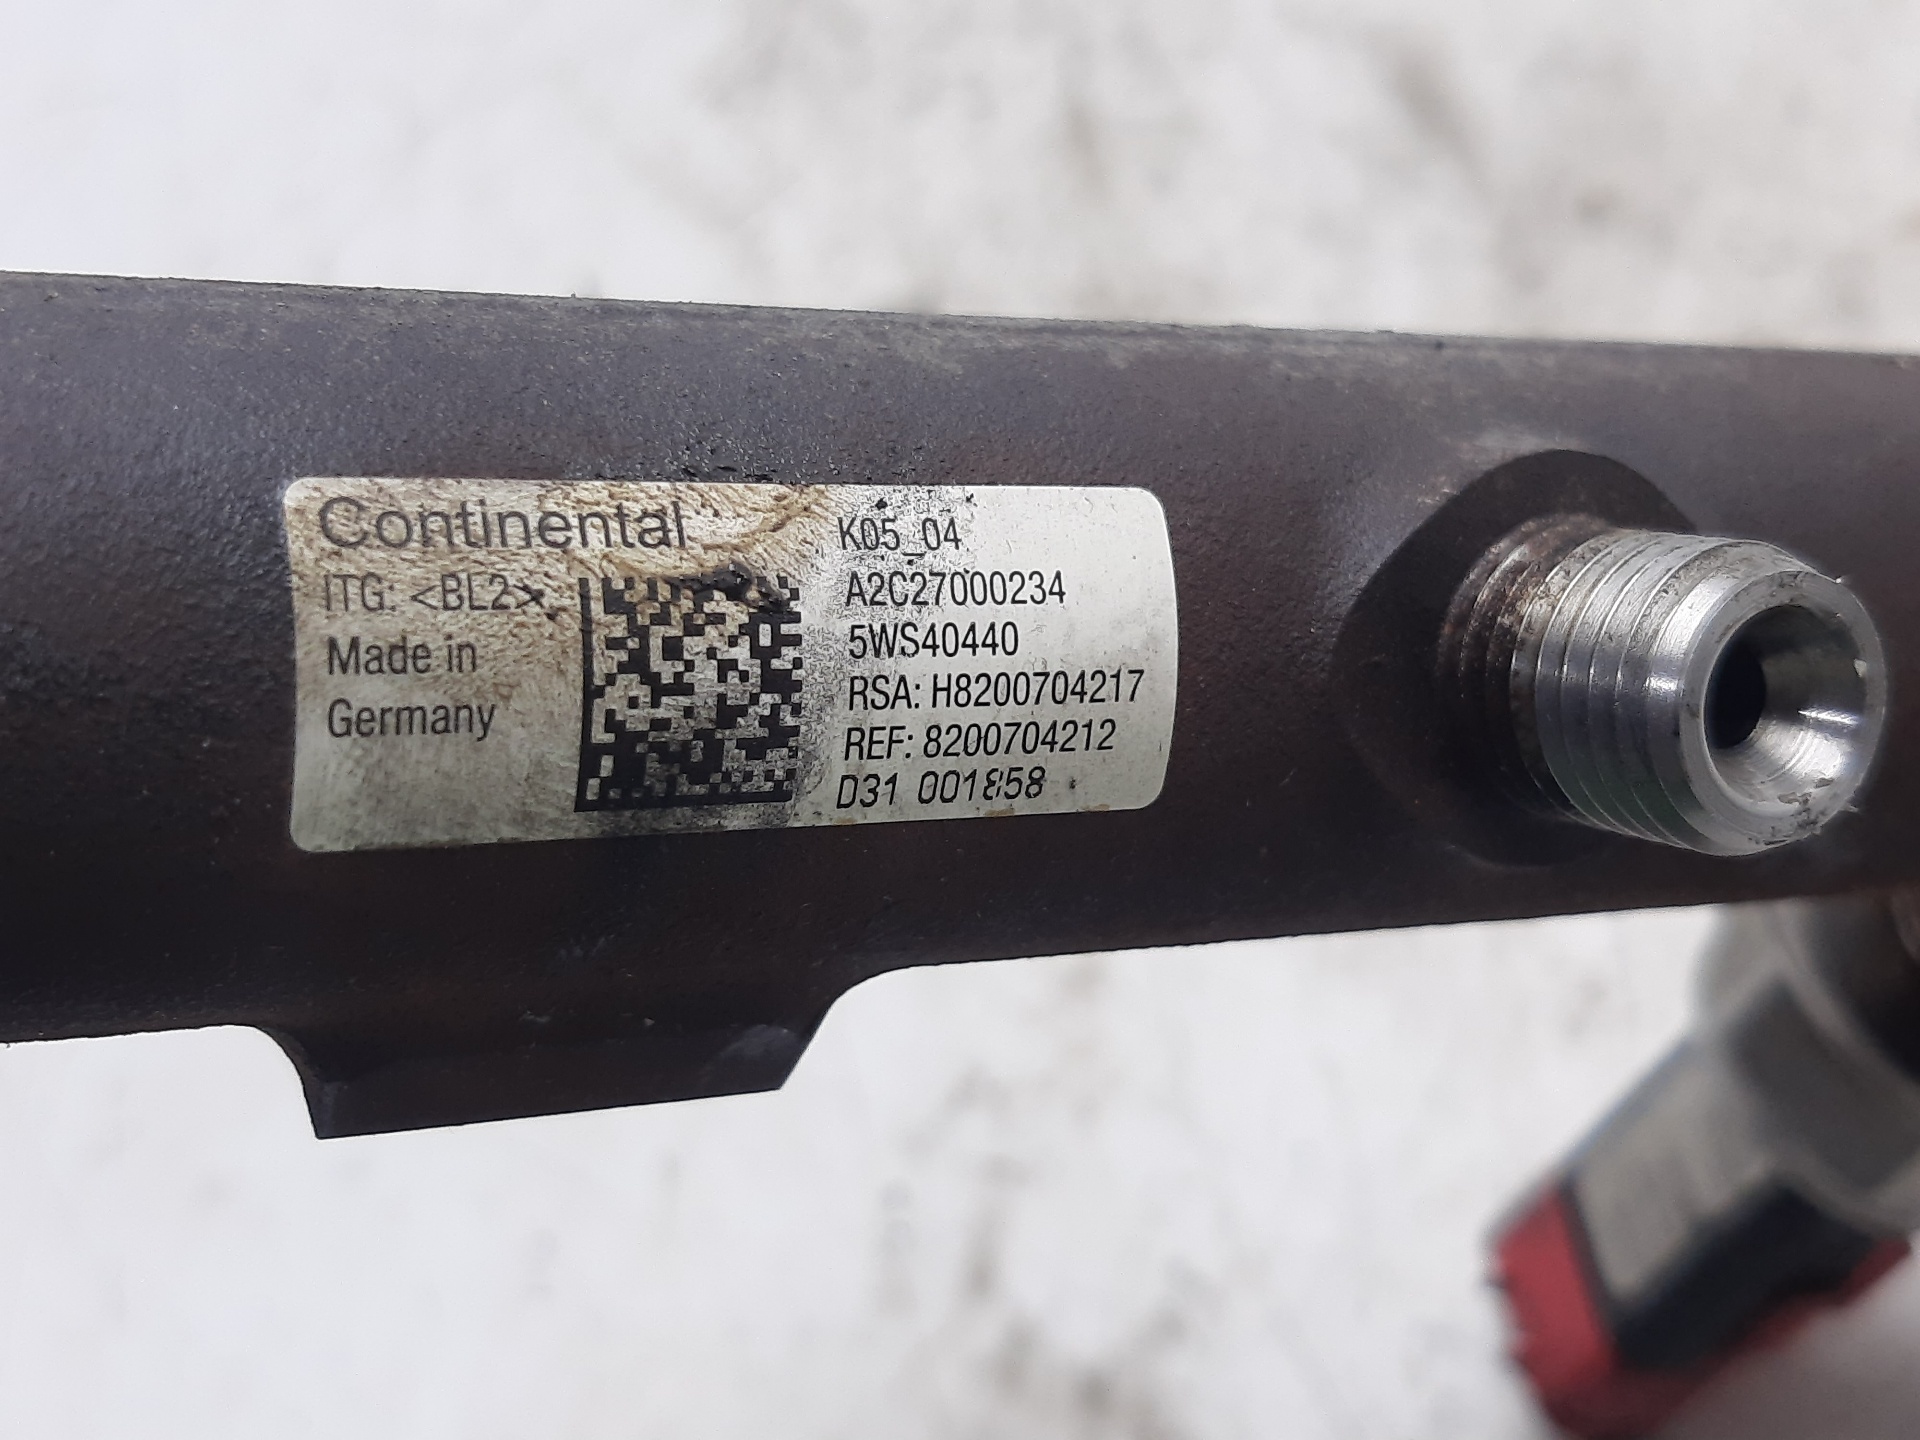 Continental
ITG: <BL2>
Made in
Germany
K05_04
A2C27000234
5WS40440
RSA: H8200704217
REF: 8200704212
D31 001858